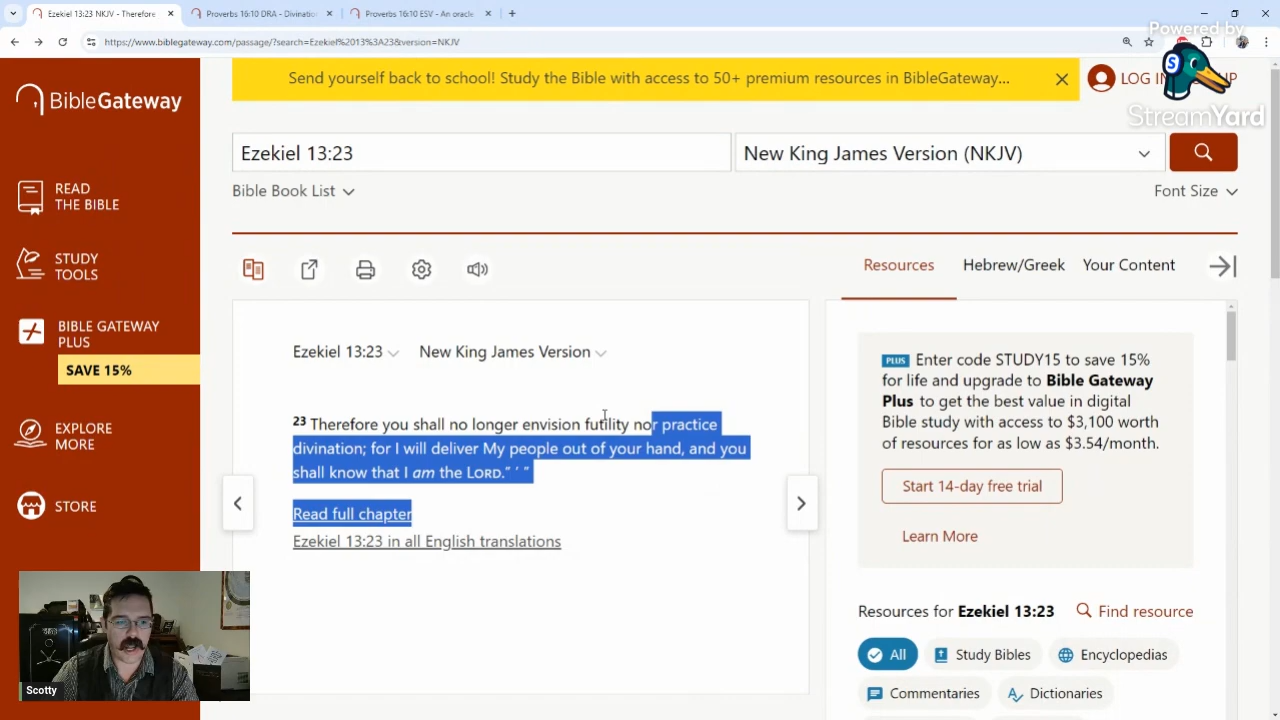 Ezekiel 13:23 NKJV - Therefore
Proverbs 16:10 DRA - Divination
Proverbs 16:10 ESV - An oracle
https://www.biblegateway.com/passage/?search=Ezekiel%2013%3A23&version=NKJV
Powered by
StreamYard
BibleGateway
Send yourself back to school! Study the Bible with access to 50+ premium resources in BibleGateway...
LOG IN
UP
Ezekiel 13:23
New King James Version (NKJV)
Bible Book List
Font Size
READ
THE BIBLE
STUDY
TOOLS
BIBLE GATEWAY
PLUS
SAVE 15%
EXPLORE
MORE
STORE
Resources
Hebrew/Greek
Your Content
Ezekiel 13:23
New King James Version
23 Therefore you shall no longer envision futility nor practice
divination; for I will deliver My people out of your hand, and you
shall know that I am the LORD.” ’ ”
Read full chapter
Ezekiel 13:23 in all English translations
PLUS Enter code STUDY15 to save 15%
for life and upgrade to Bible Gateway
Plus to get the best value in digital
Bible study with access to $3,100 worth
of resources for as low as $3.54/month.
Start 14-day free trial
Learn More
Resources for Ezekiel 13:23
Find resource
All
Study Bibles
Encyclopedias
Commentaries
Dictionaries
Scotty